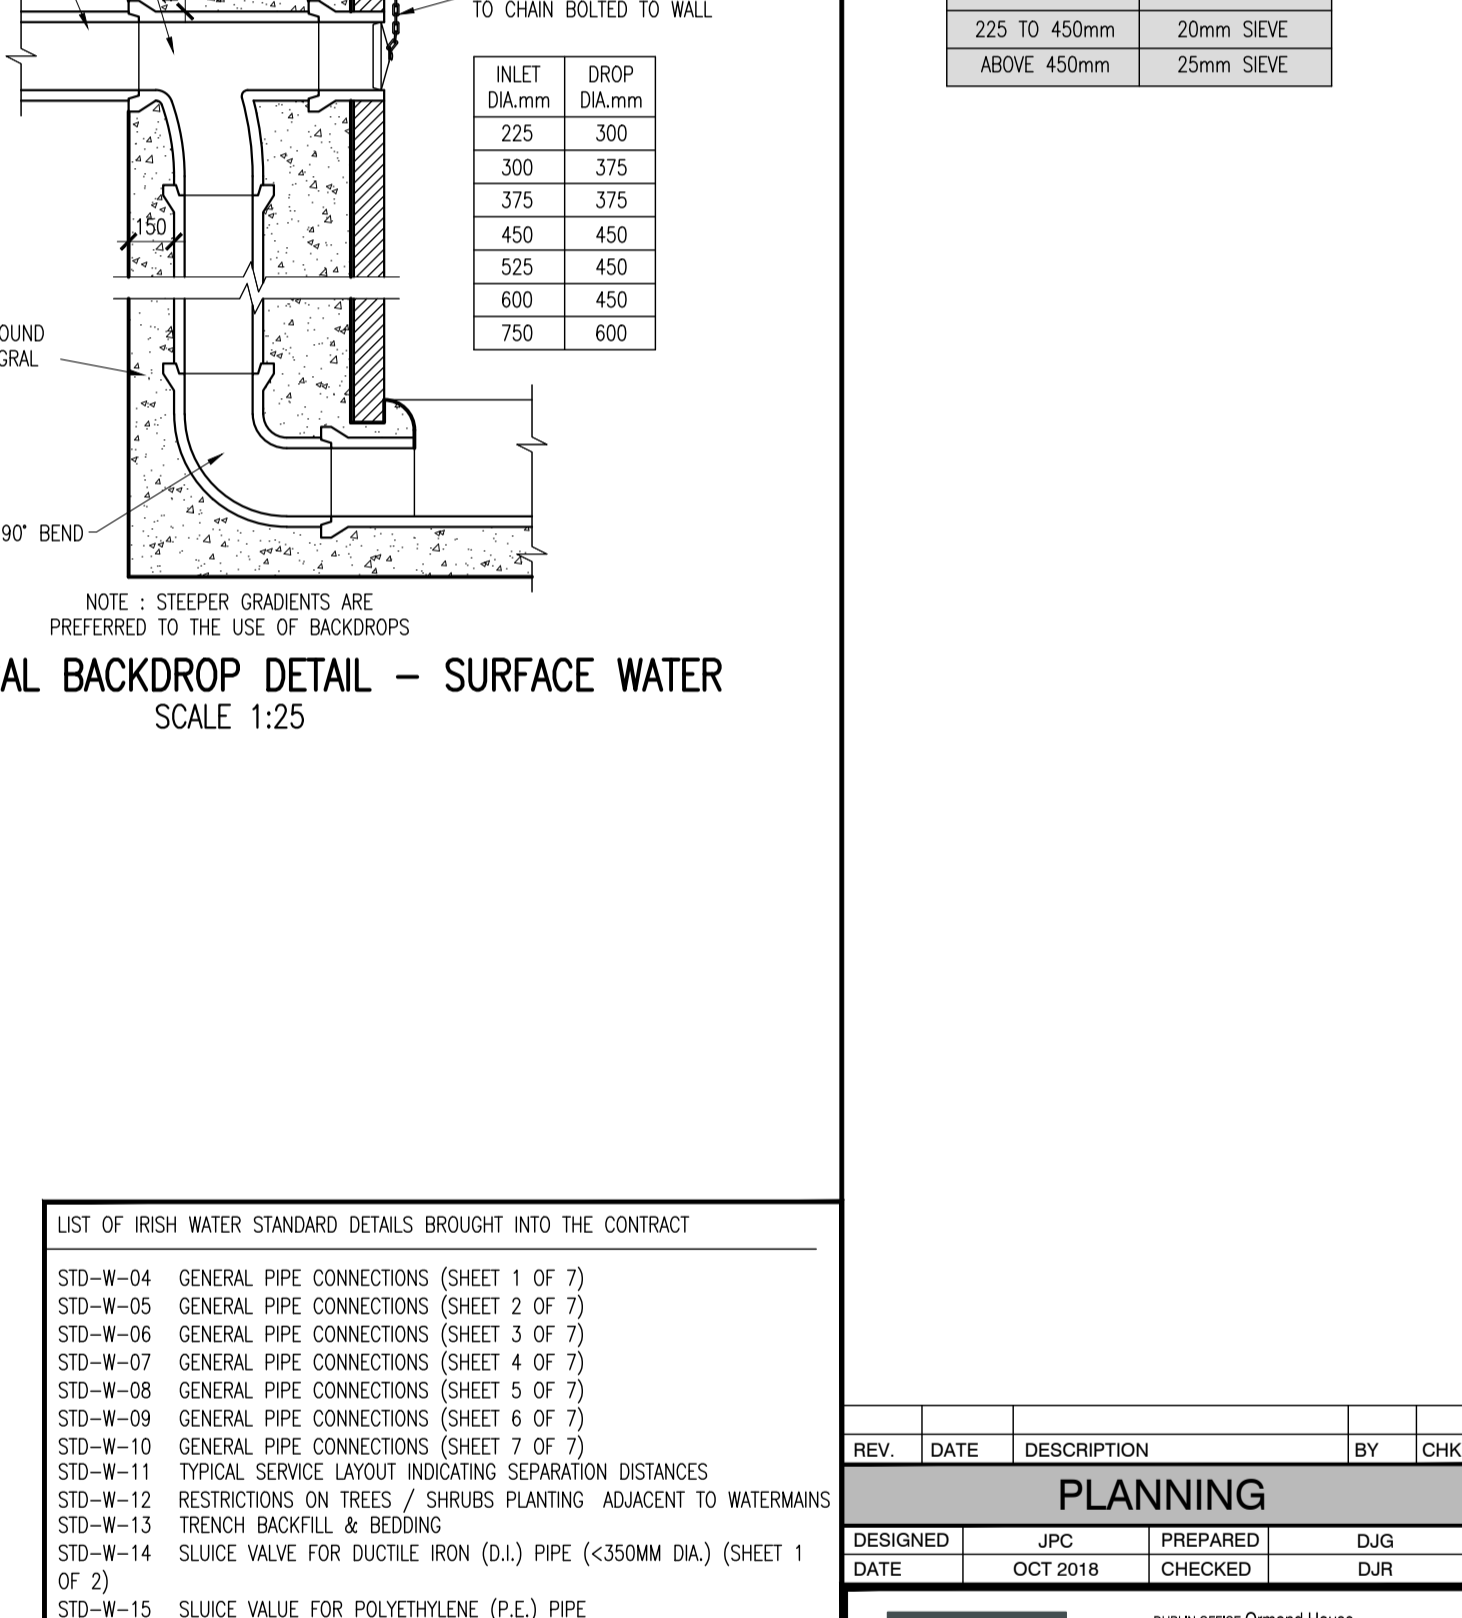 TO CHAIN BOLTED TO WALL
INLET DIA.mm DROP DIA.mm
225 300
300 375
375 375
450 450
525 450
600 450
750 600
150
OUND
GRAL
90° BEND
NOTE : STEEPER GRADIENTS ARE
PREFERRED TO THE USE OF BACKDROPS
AL BACKDROP DETAIL – SURFACE WATER
SCALE 1:25
225 TO 450mm 20mm SIEVE
ABOVE 450mm 25mm SIEVE
LIST OF IRISH WATER STANDARD DETAILS BROUGHT INTO THE CONTRACT
STD-W-04 GENERAL PIPE CONNECTIONS (SHEET 1 OF 7)
STD-W-05 GENERAL PIPE CONNECTIONS (SHEET 2 OF 7)
STD-W-06 GENERAL PIPE CONNECTIONS (SHEET 3 OF 7)
STD-W-07 GENERAL PIPE CONNECTIONS (SHEET 4 OF 7)
STD-W-08 GENERAL PIPE CONNECTIONS (SHEET 5 OF 7)
STD-W-09 GENERAL PIPE CONNECTIONS (SHEET 6 OF 7)
STD-W-10 GENERAL PIPE CONNECTIONS (SHEET 7 OF 7)
STD-W-11 TYPICAL SERVICE LAYOUT INDICATING SEPARATION DISTANCES
STD-W-12 RESTRICTIONS ON TREES / SHRUBS PLANTING ADJACENT TO WATERMAINS
STD-W-13 TRENCH BACKFILL & BEDDING
STD-W-14 SLUICE VALVE FOR DUCTILE IRON (D.I.) PIPE (<350MM DIA.) (SHEET 1
OF 2)
STD-W-15 SLUICE VALUE FOR POLYETHYLENE (P.E.) PIPE
REV. DATE DESCRIPTION BY CHK
PLANNING
DESIGNED JPC PREPARED DJG
DATE OCT 2018 CHECKED DJR
DUBLIN OFFICE Ormond House